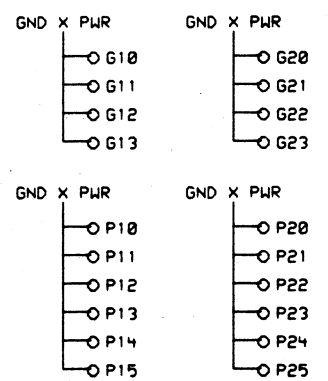 GND X PWR GND X PWR
G10 G20
G11 G21
G12 G22
G13 G23
GND X PWR GND X PWR
P10 P20
P11 P21
P12 P22
P13 P23
P14 P24
P15 P25